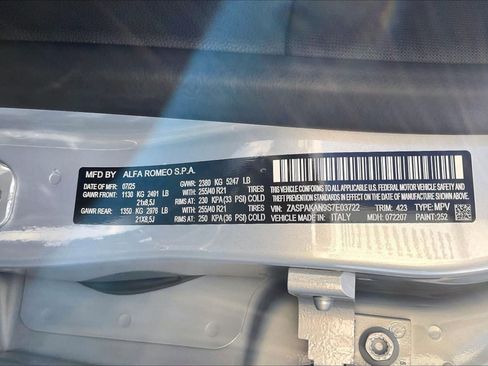 MFD BY ALFA ROMEO S.P.A.
DATE OF MFR: 07/25 GVWR: 2380 KG 5247 LB
GAWR FRONT: 1130 KG 2491 LB WITH: 255/40 R21 TIRES
21x8,5J RIMS AT: 230 KPA(33 PSI) COLD
GAWR REAR: 1350 KG 2976 LB WITH: 255/40 R21 TIRES
21X8,5J RIMS AT: 250 KPA(36 PSI) COLD
THIS VEHICLE CONFORMS TO ALL APPLICABLE U.S. FEDERAL MOTOR VEHICLE
SAFETY, BUMPER, AND THEFT PREVENTION STANDARDS IN EFFECT ON
THE DATE OF MANUFACTURE SHOWN ABOVE.
VIN: ZASPAKAN9S7E03722 TRIM: 423 TYPE: MPV
VEHICLE MADE IN: ITALY MDH: 072207 PAINT: 252